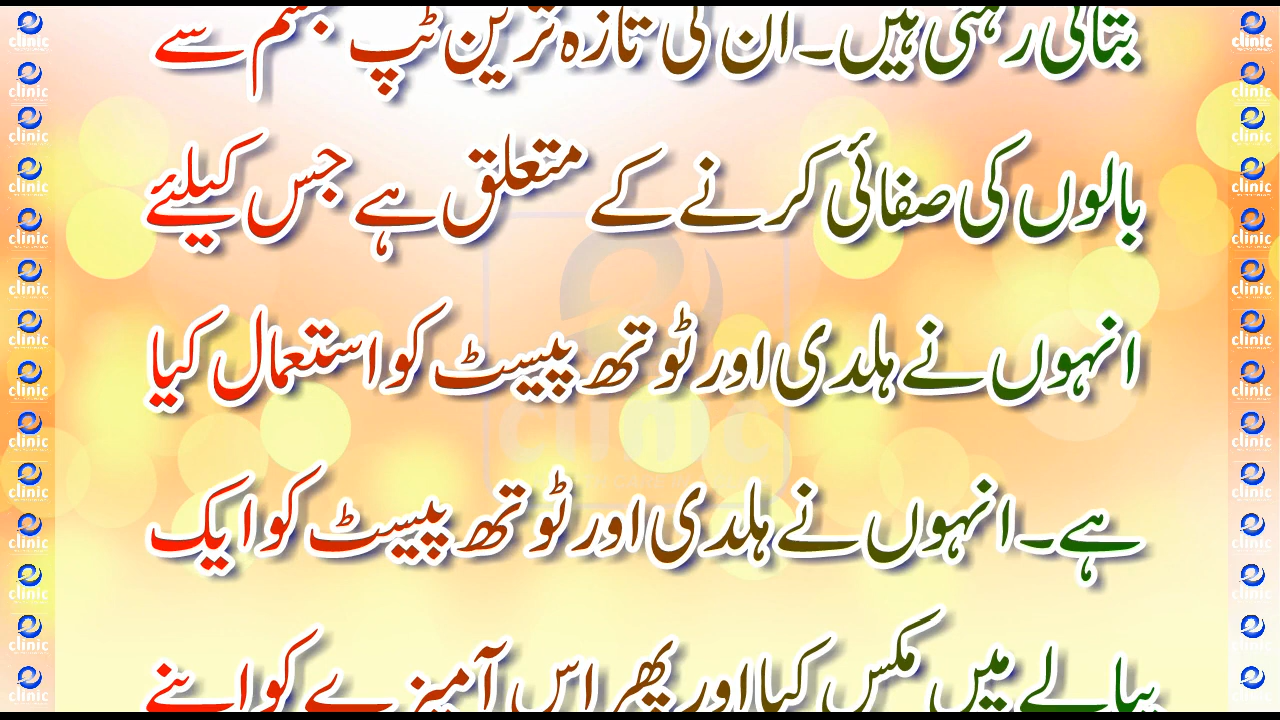 بتاتی رہتی ہیں۔ ان کی تازہ ترین ٹپ جسم سے
بالوں کی صفائی کرنے کے متعلق ہے جس کیلئے
انہوں نے ہلدی اور ٹوتھ پیسٹ کو استعمال کیا
ہے۔ انہوں نے ہلدی اور ٹوتھ پیسٹ کو ایک
پیالے میں مکس کیا اور پھر اس آمیزے کو اپنے
clinic